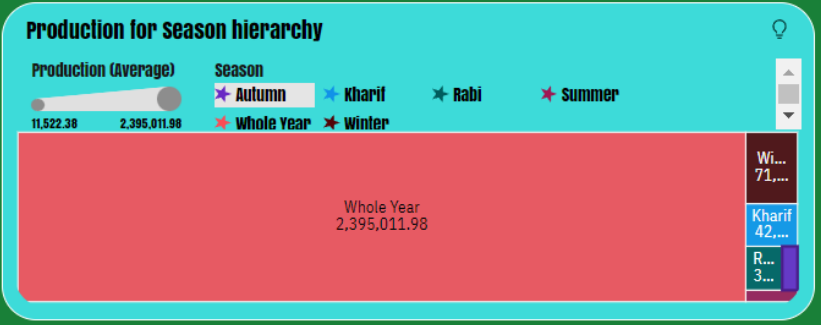 Production for Season hierarchy
Production (Average)
11,522.38 2,395,011.98
Season
Autumn Kharif Rabi Summer
Whole Year Winter
Whole Year
2,395,011.98
Wi...
71,...
Kharif
42,...
R...
3...